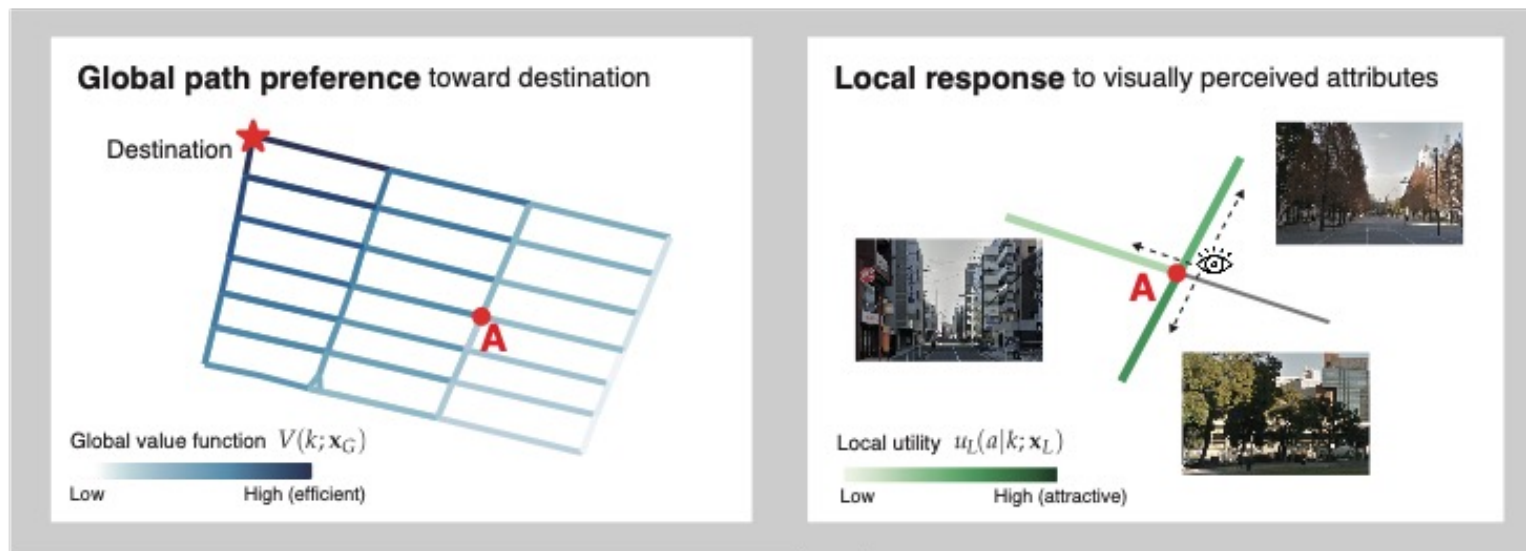 Global path preference toward destination
Destination
A
Global value function V(k; x_G)
Low High (efficient)
Local response to visually perceived attributes
A
Local utility u_L(a|k; x_L)
Low High (attractive)